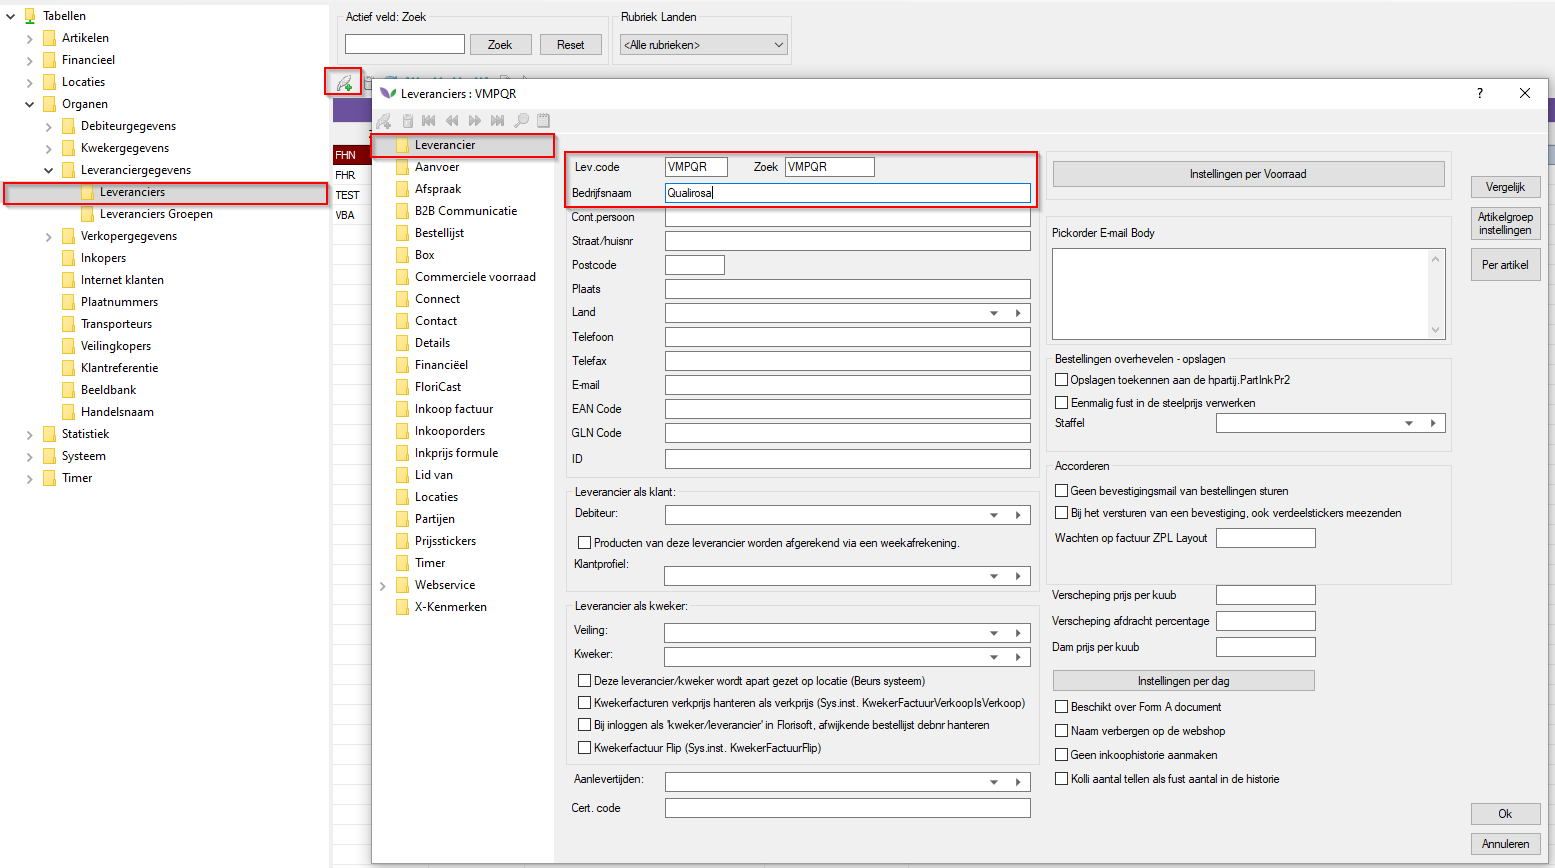 Tabellen
Artikelen
Financieel
Locaties
Organen
Debiteurgegevens
Kwekergegevens
Leveranciergegevens
Leveranciers
Leveranciers Groepen
Verkopergegevens
Inkopers
Internet klanten
Plaatnummers
Transporteurs
Veilingkopers
Klantreferentie
Beeldbank
Handelsnaam
Statistiek
Systeem
Timer
Actief veld: Zoek
Zoek
Reset
Rubriek Landen
<Alle rubrieken>
FHN
FHR
TEST
VBA
Leveranciers : VMPQR
?
Leverancier
Aanvoer
Afspraak
B2B Communicatie
Bestellijst
Box
Commerciele voorraad
Connect
Contact
Details
Financiëel
FloriCast
Inkoop factuur
Inkooporders
Inkprijs formule
Lid van
Locaties
Partijen
Prijsstickers
Timer
Webservice
X-Kenmerken
Lev.code VMPQR Zoek VMPQR
Bedrijfsnaam Qualirosa
Cont.persoon
Straat/huisnr
Postcode
Plaats
Land
Telefoon
Telefax
E-mail
EAN Code
GLN Code
ID
Leverancier als klant:
Debiteur:
Producten van deze leverancier worden afgerekend via een weekafrekening.
Klantprofiel:
Leverancier als kweker:
Veiling:
Kweker:
Deze leverancier/kweker wordt apart gezet op locatie (Beurs systeem)
Kwekerfacturen verkprijs hanteren als verkprijs (Sys.inst. KwekerFactuurVerkoopIsVerkoop)
Bij inloggen als 'kweker/leverancier' in Florisoft, afwijkende bestellijst debnr hanteren
Kwekerfactuur Flip (Sys.inst. KwekerFactuurFlip)
Aanlevertijden:
Cert. code
Instellingen per Voorraad
Pickorder E-mail Body
Bestellingen overhevelen - opslagen
Opslagen toekennen aan de hpartij.PartInkPr2
Eenmalig fust in de steelprijs verwerken
Staffel
Accorderen
Geen bevestigingsmail van bestellingen sturen
Bij het versturen van een bevestiging, ook verdeelstickers meezenden
Wachten op factuur ZPL Layout
Verscheping prijs per kuub
Verscheping afdracht percentage
Dam prijs per kuub
Instellingen per dag
Beschikt over Form A document
Naam verbergen op de webshop
Geen inkoophistorie aanmaken
Kolli aantal tellen als fust aantal in de historie
Vergelijk
Artikelgroep
instellingen
Per artikel
Ok
Annuleren